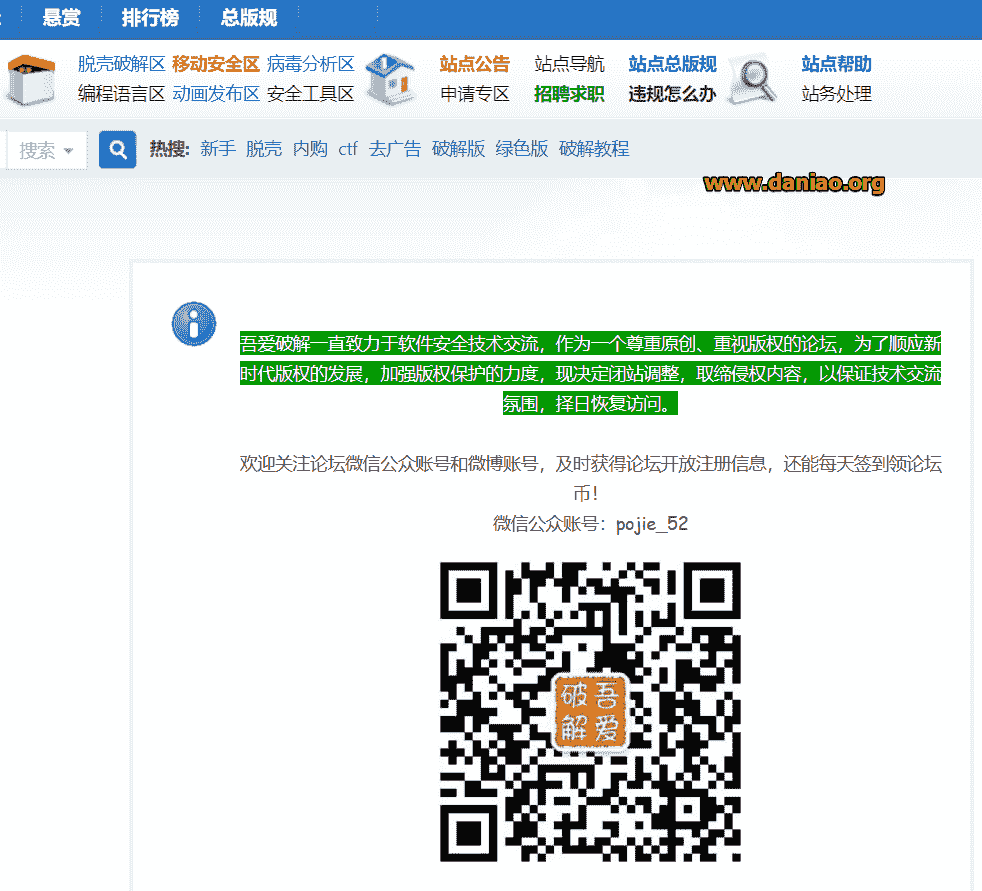 悬赏 排行榜 总版规
脱壳破解区 移动安全区 病毒分析区 站点公告 站点导航 站点总版规 站点帮助
编程语言区 动画发布区 安全工具区 申请专区 招聘求职 违规怎么办 站务处理
搜索 热搜: 新手 脱壳 内购 ctf 去广告 破解版 绿色版 破解教程
www.daniao.org
吾爱破解一直致力于软件安全技术交流，作为一个尊重原创、重视版权的论坛，为了顺应新
时代版权的发展，加强版权保护的力度，现决定闭站调整，取缔侵权内容，以保证技术交流
氛围，择日恢复访问。
欢迎关注论坛微信公众账号和微博账号，及时获得论坛开放注册信息，还能每天签到领论坛
币！
微信公众账号：pojie_52
破吾
解爱